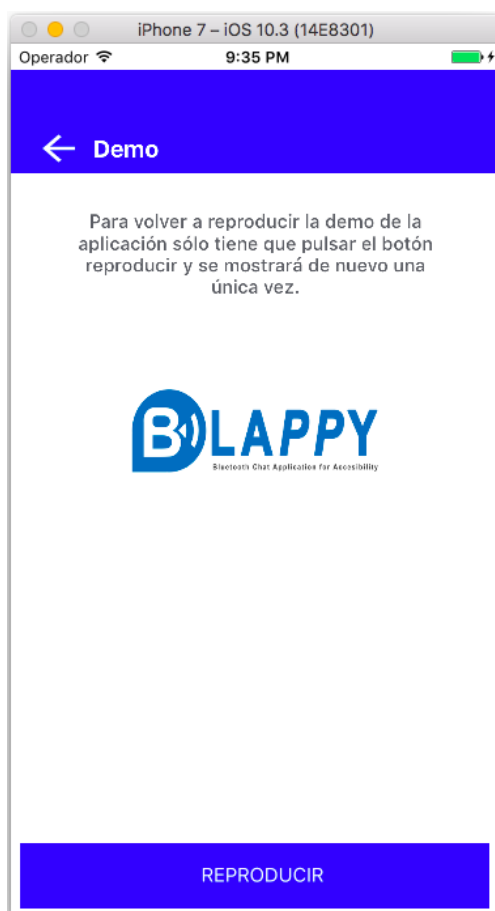 iPhone 7 – iOS 10.3 (14E8301)
Operador 9:35 PM
Demo
Para volver a reproducir la demo de la
aplicación sólo tiene que pulsar el botón
reproducir y se mostrará de nuevo una
única vez.
BLAPPY
Bluetooth Chat Application for Accesibility
REPRODUCIR